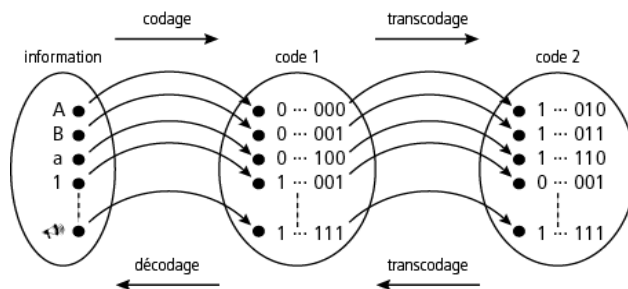 codage transcodage
information code 1 code 2
A 0 ··· 000 1 ··· 010
B 0 ··· 001 1 ··· 011
a 0 ··· 100 1 ··· 110
1 1 ··· 001 0 ··· 001
1 ··· 111 1 ··· 111
décodage transcodage